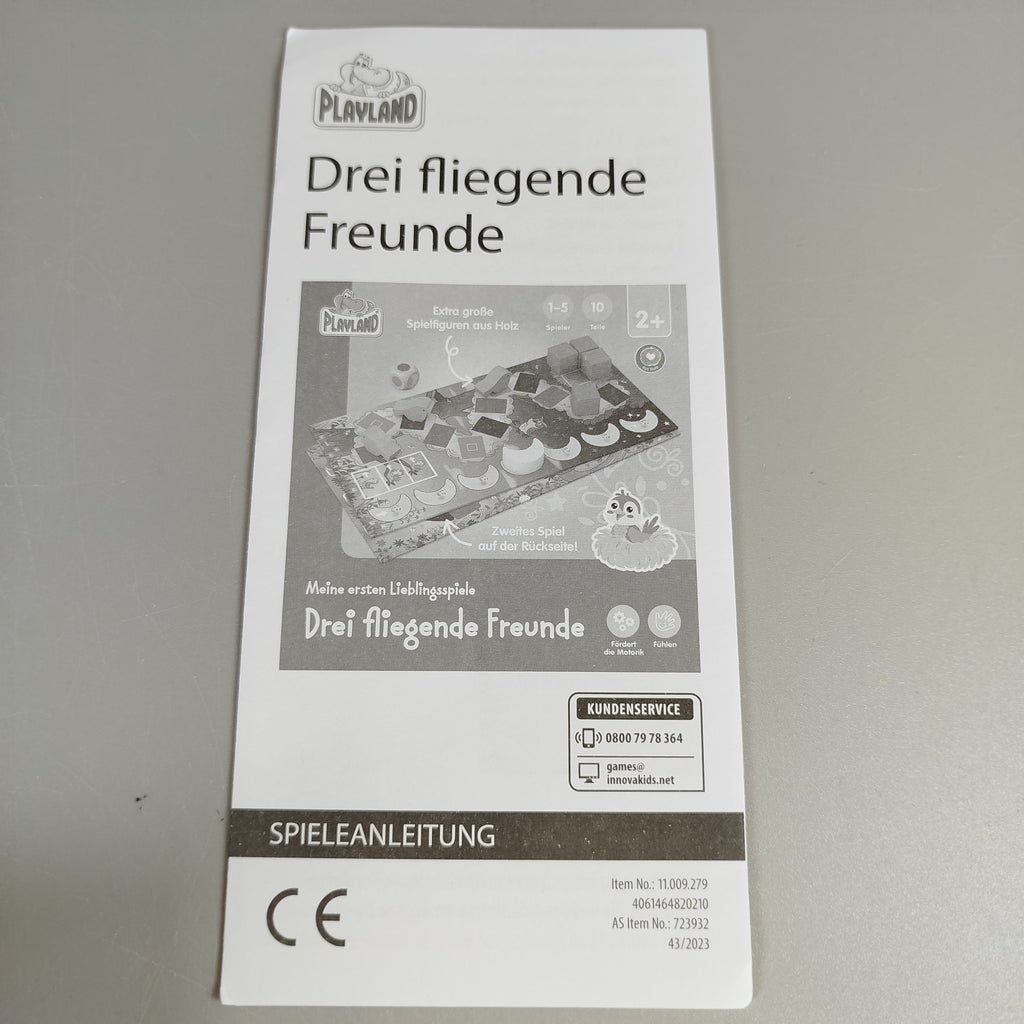 PLAYLAND
Drei fliegende
Freunde
PLAYLAND
Extra große
Spielfiguren aus Holz
1–5
Spieler
10
Teile
2+
Zweites Spiel
auf der Rückseite!
Meine ersten Lieblingsspiele
Drei fliegende Freunde
Fördert
die Motorik
Fühlen
KUNDENSERVICE
0800 79 78 364
games@
innovakids.net
SPIELEANLEITUNG
CE
Item No.: 11.009.279
4061464820210
AS Item No.: 723932
43/2023